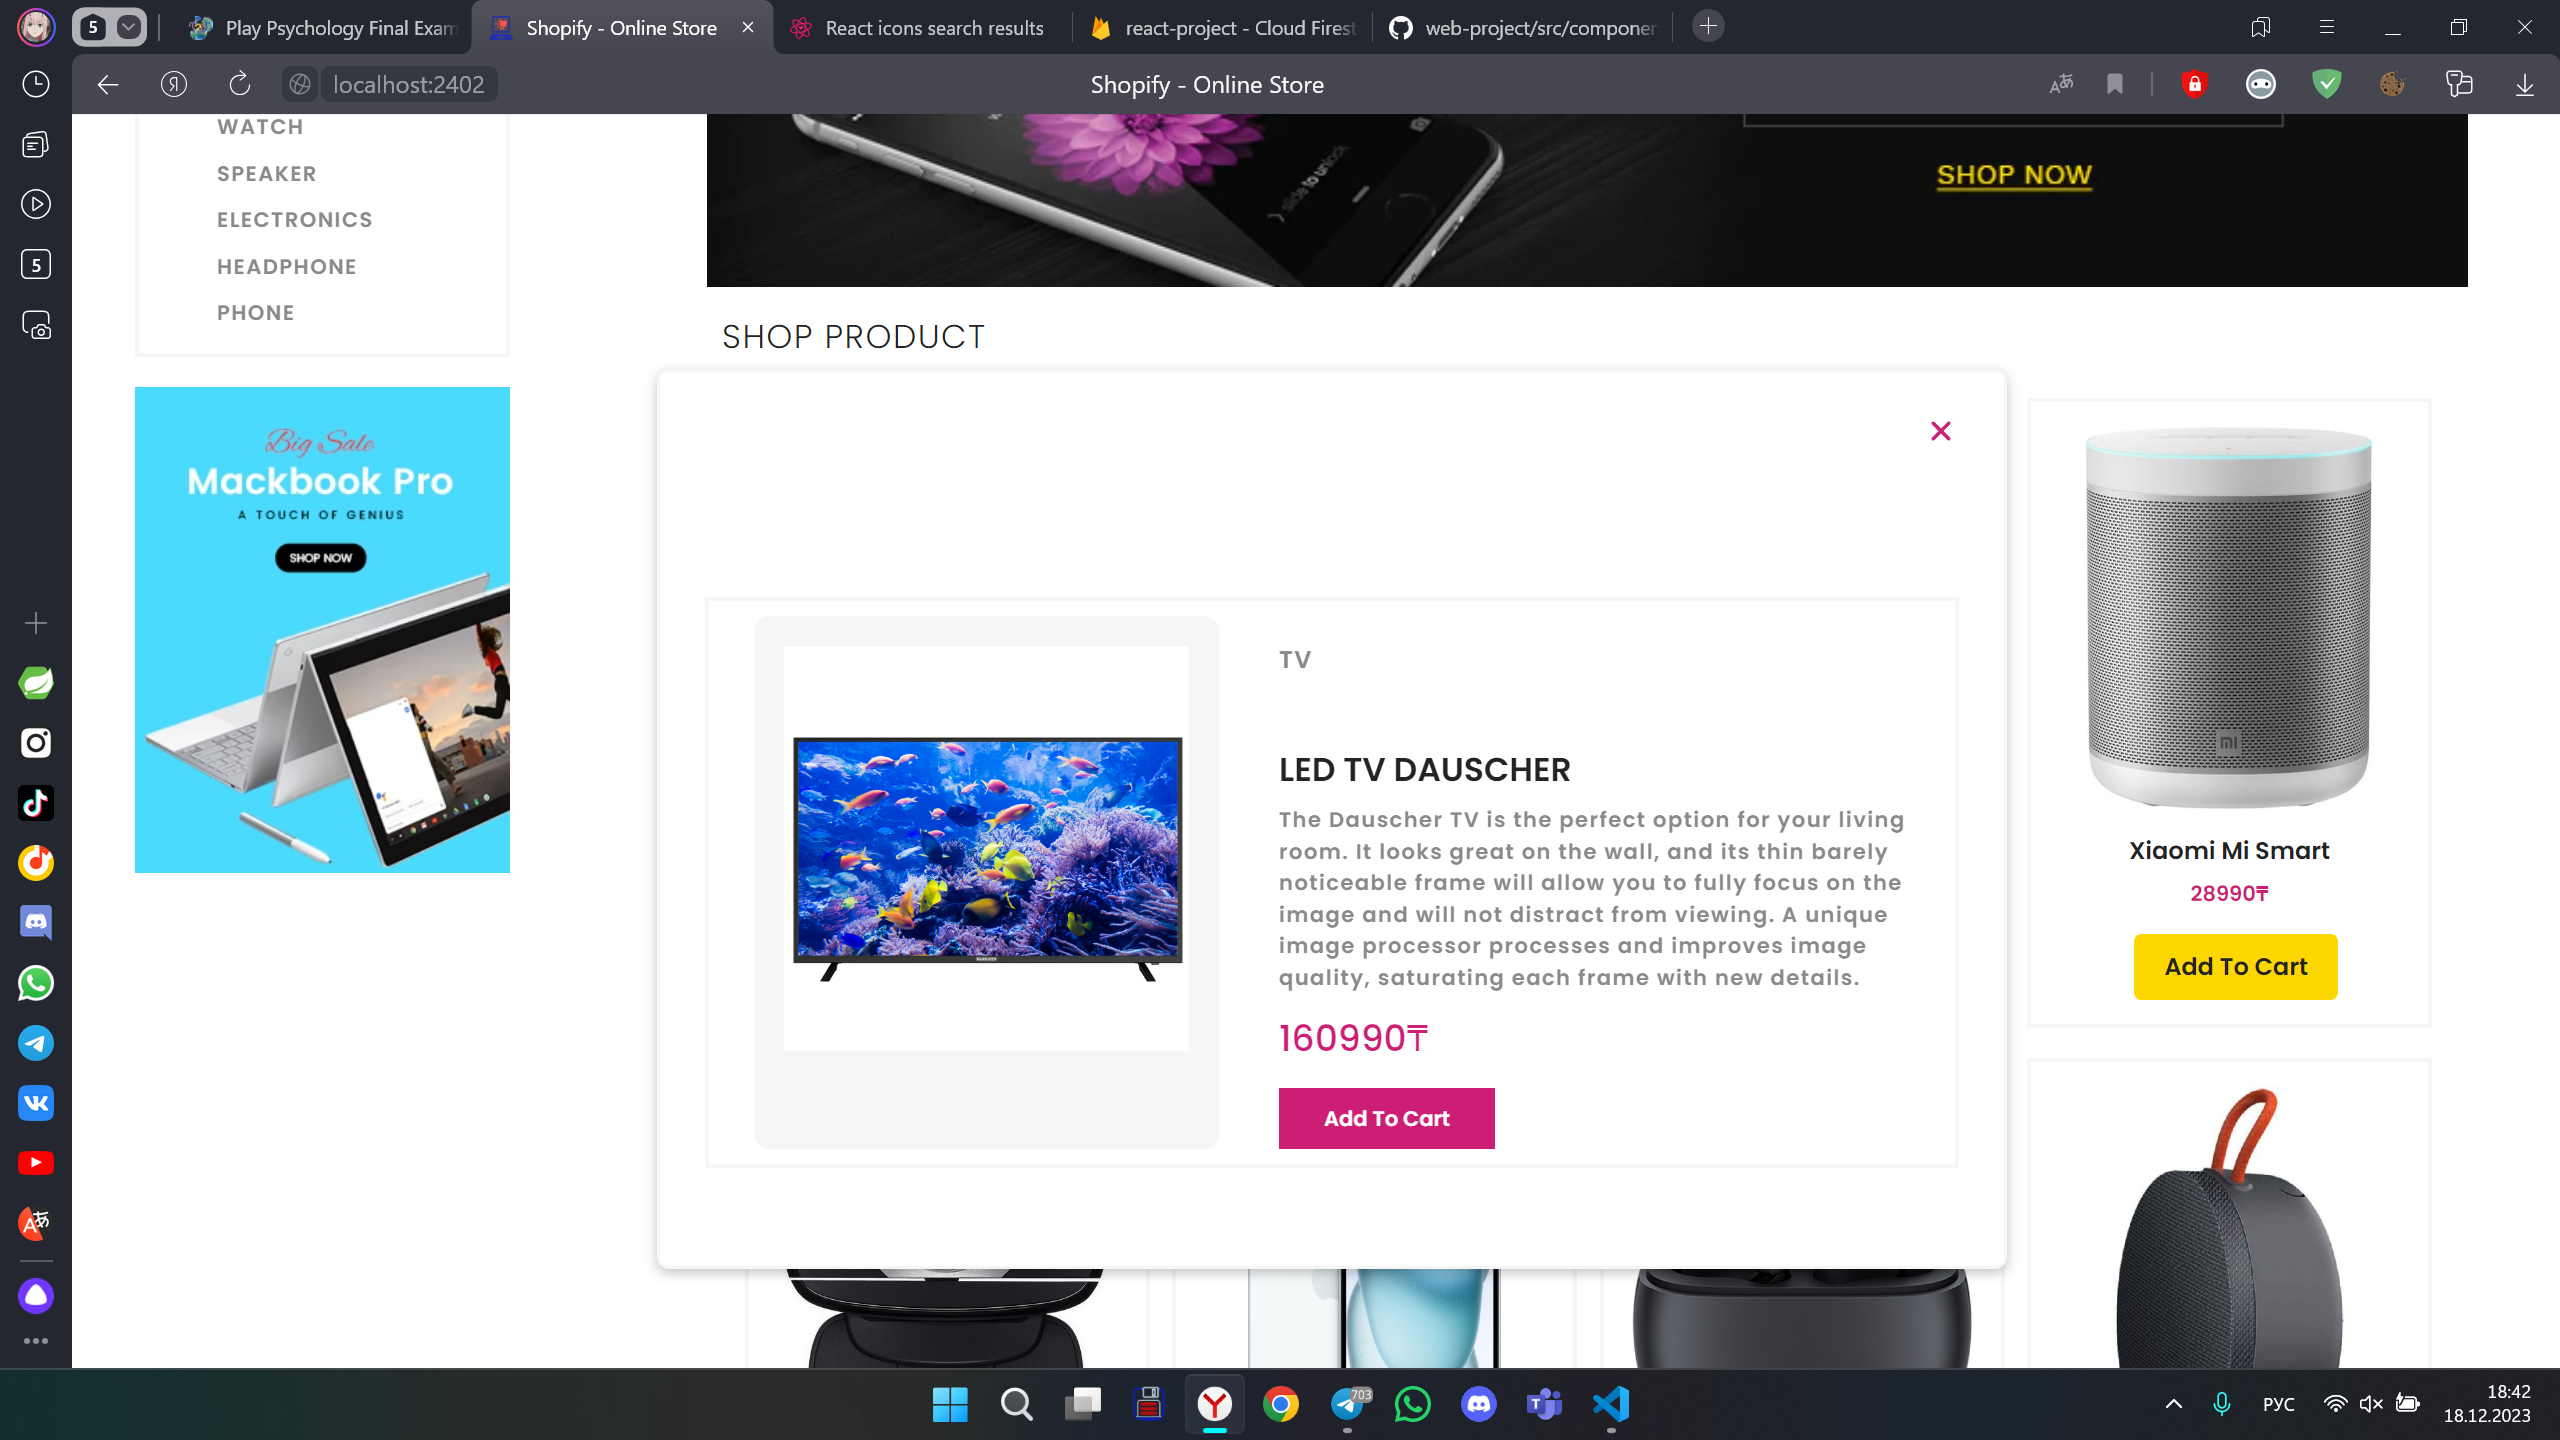 5
Play Psychology Final Exam
Shopify - Online Store
React icons search results
react-project - Cloud Firest
web-project/src/componen
localhost:2402
Shopify - Online Store
5
WATCH
SPEAKER
ELECTRONICS
HEADPHONE
PHONE
Big Sale
Mackbook Pro
A TOUCH OF GENIUS
SHOP NOW
slide to unlock
SHOP NOW
SHOP PRODUCT
TV
LED TV DAUSCHER
The Dauscher TV is the perfect option for your living
room. It looks great on the wall, and its thin barely
noticeable frame will allow you to fully focus on the
image and will not distract from viewing. A unique
image processor processes and improves image
quality, saturating each frame with new details.
160990₸
Add To Cart
Xiaomi Mi Smart
28990₸
Add To Cart
703
РУС
18:42
18.12.2023